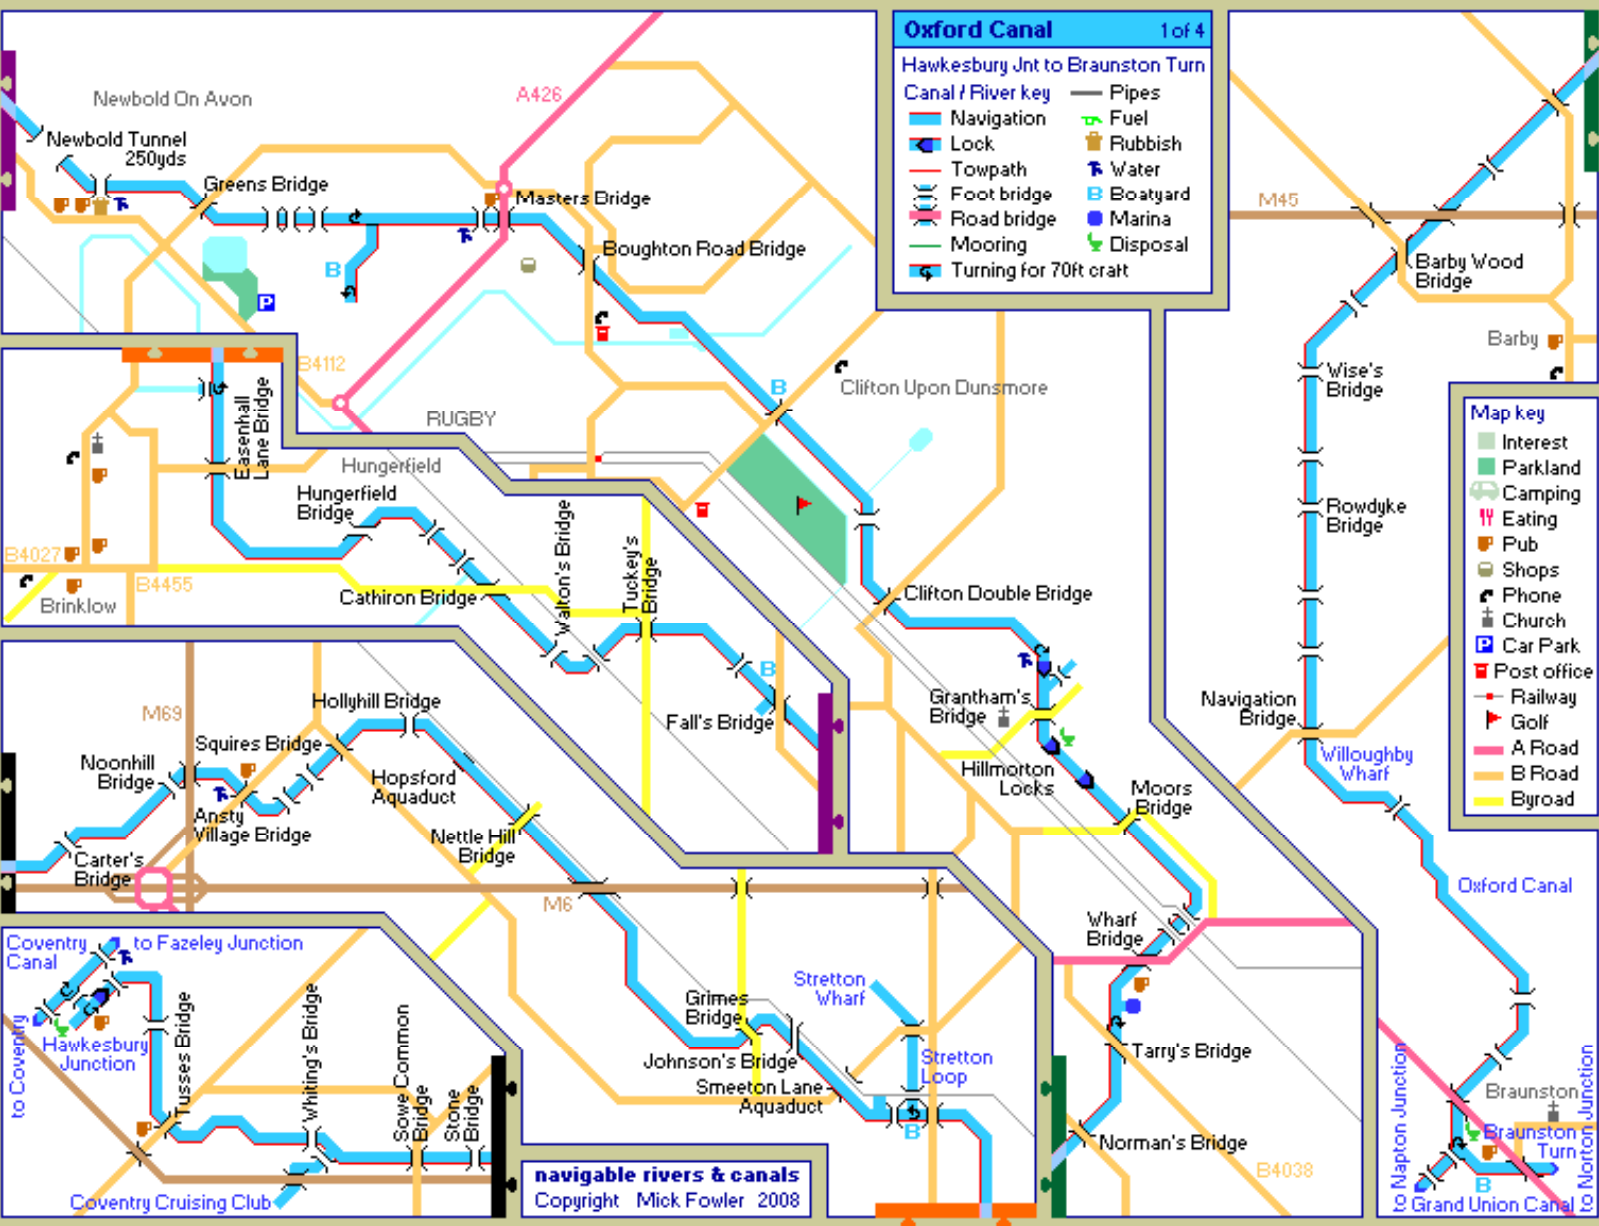 Oxford Canal 1 of 4
Hawkesbury Jnt to Braunston Turn
Canal / River key
Navigation
Lock
Towpath
Foot bridge
Road bridge
Mooring
Turning for 70ft craft
Pipes
Fuel
Rubbish
Water
Boatyard
Marina
Disposal
Newbold On Avon
Newbold Tunnel
250yds
Greens Bridge
A426
Masters Bridge
Boughton Road Bridge
B
P
B4112
RUGBY
B
Clifton Upon Dunsmore
Clifton Double Bridge
Grantham's
Bridge
Hillmorton
Locks
Moors
Bridge
Wharf
Bridge
Tarry's Bridge
Norman's Bridge
B4038
M45
Barby Wood
Bridge
Barby
Wise's
Bridge
Rowdyke
Bridge
Navigation
Bridge
Willoughby
Wharf
Oxford Canal
Braunston
Braunston
Turn
B
to Napton Junction
Grand Union Canal
to Norton Junction
Map key
Interest
Parkland
Camping
Eating
Pub
Shops
Phone
Church
P Car Park
Post office
Railway
Golf
A Road
B Road
Byroad
Easenhall
Lane Bridge
Hungerfield
Hungerfield
Bridge
B4027
B4455
Brinklow
Cathiron Bridge
Walton's Bridge
Tuckey's
Bridge
B
Fall's Bridge
M69
Hollyhill Bridge
Squires Bridge
Noonhill
Bridge
Hopsford
Aquaduct
Ansty
Village Bridge
Nettle Hill
Bridge
Carter's
Bridge
M6
Grimes
Bridge
Stretton
Wharf
Johnson's Bridge
Stretton
Loop
Smeeton Lane
Aquaduct
B
Coventry
Canal
to Fazeley Junction
Hawkesbury
Junction
to Coventry
Tusses Bridge
Whiting's Bridge
Sowe Common
Bridge
Stone
Bridge
Coventry Cruising Club
navigable rivers & canals
Copyright Mick Fowler 2008